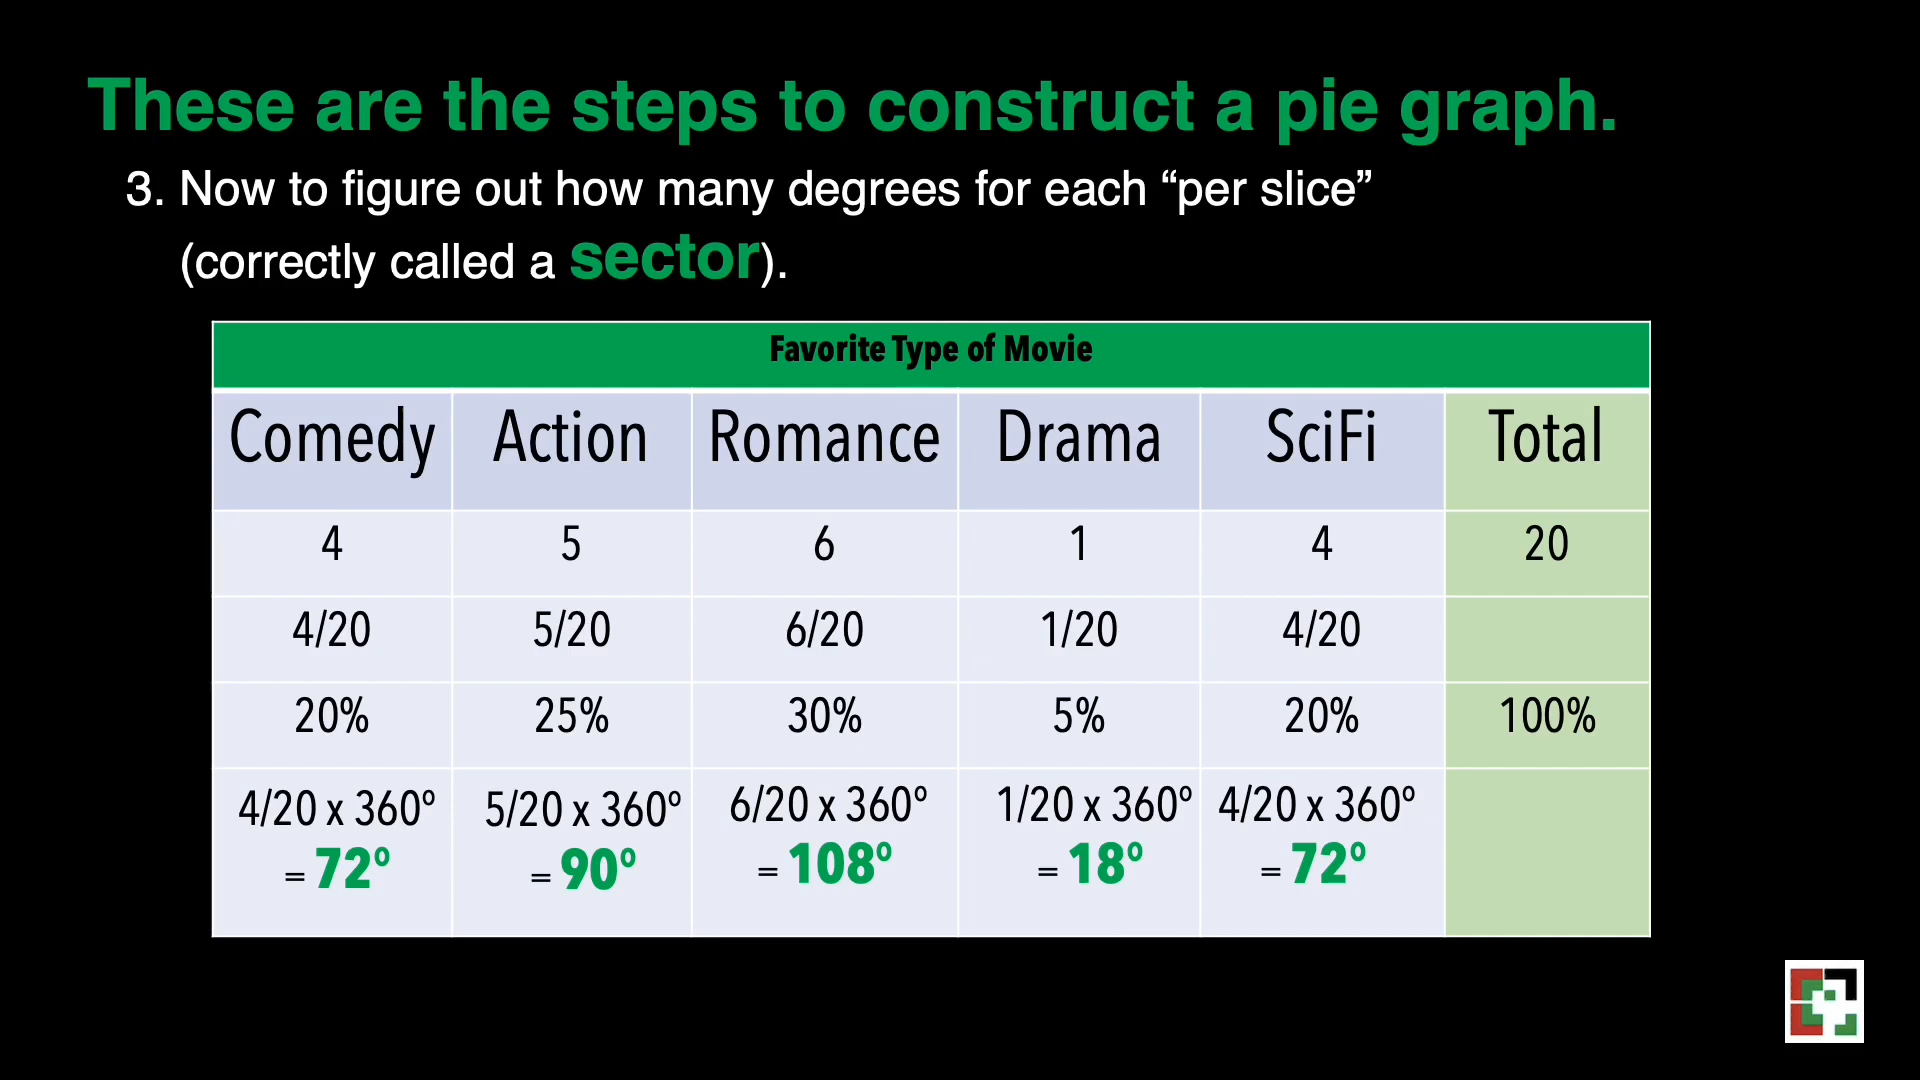 These are the steps to construct a pie graph.
3. Now to figure out how many degrees for each “per slice”
(correctly called a sector).
Favorite Type of Movie
Comedy Action Romance Drama SciFi Total
4 5 6 1 4 20
4/20 5/20 6/20 1/20 4/20
20% 25% 30% 5% 20% 100%
4/20 x 360º 5/20 x 360º 6/20 x 360º 1/20 x 360º 4/20 x 360º
= 72º = 90º = 108º = 18º = 72º